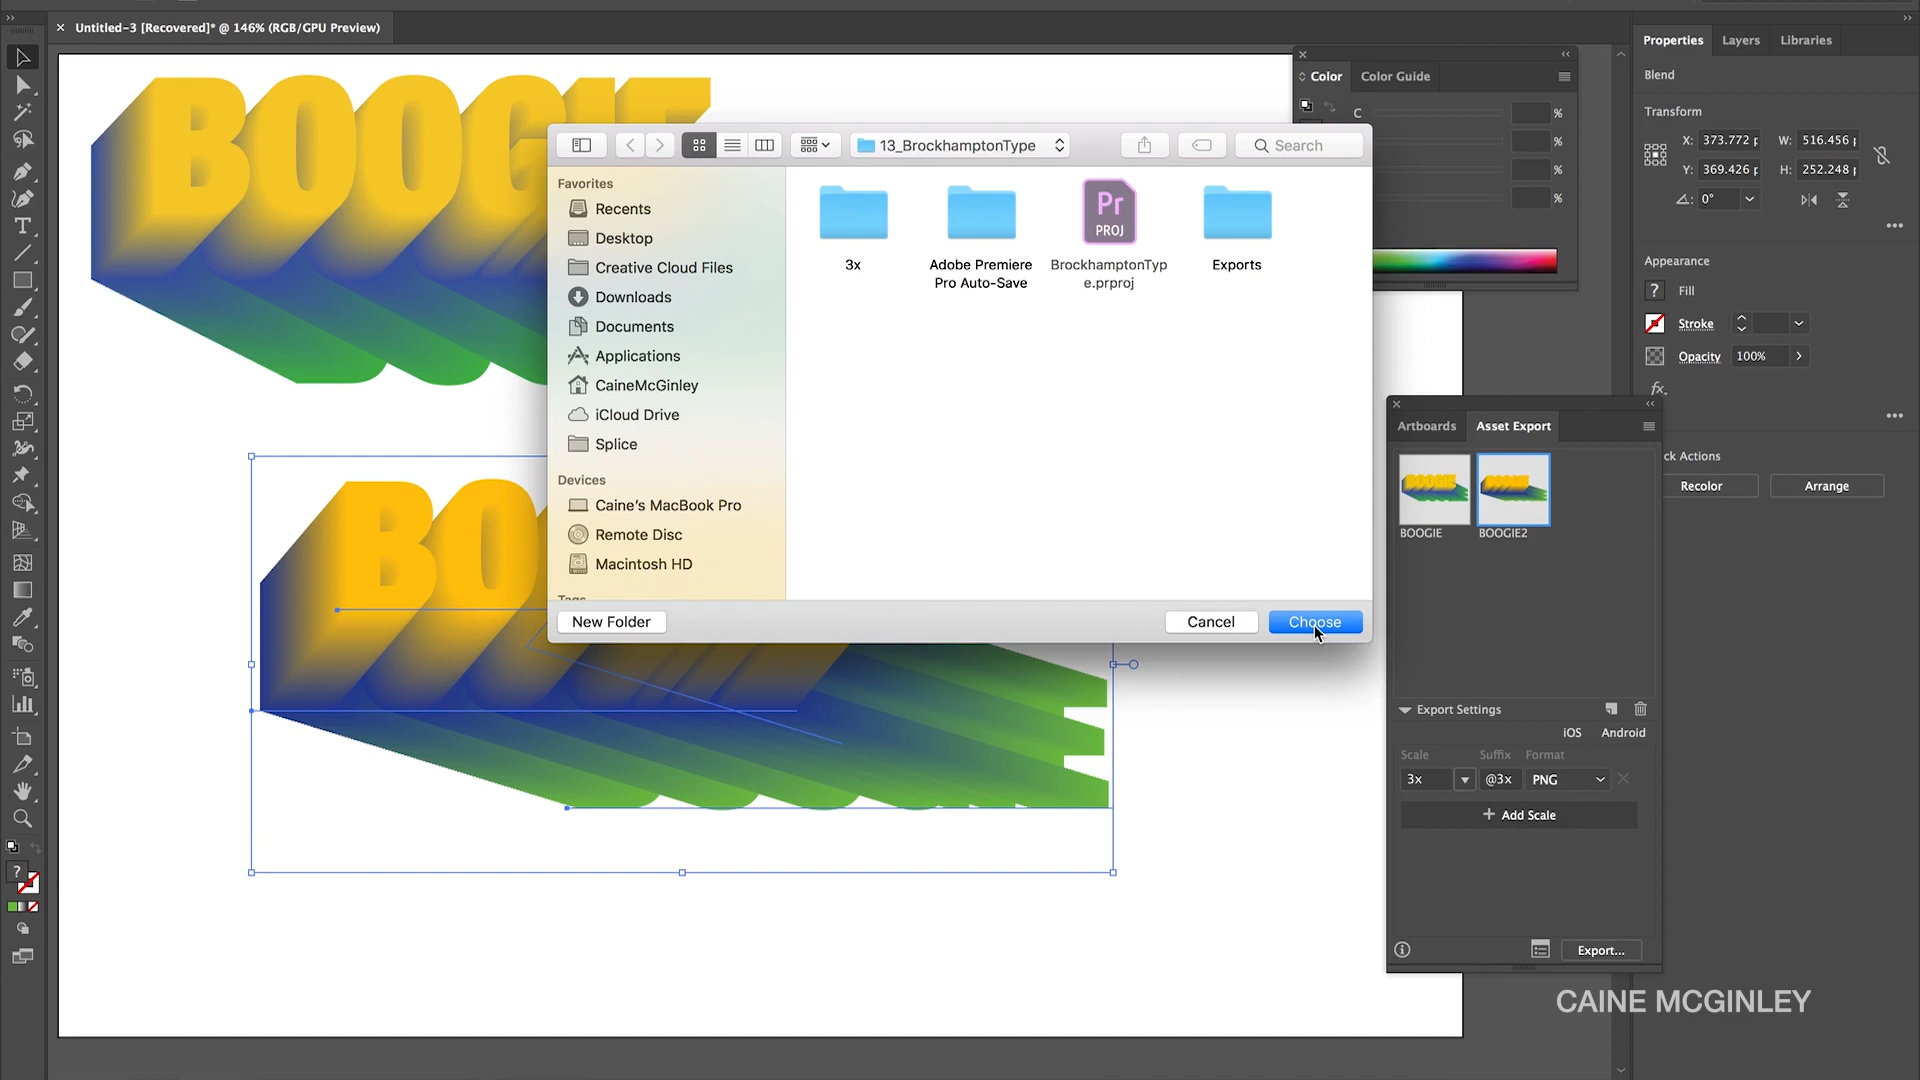 Untitled-3 [Recovered]* @ 146% (RGB/GPU Preview)
Properties
Layers
Libraries
Blend
Transform
X: 373.772 p
W: 516.456 p
Y: 369.426 p
H: 252.248 p
0°
Appearance
? Fill
Stroke
Opacity
100%
fx
ck Actions
Recolor
Arrange
Color
Color Guide
C
%
%
%
%
BOOGIE
BO
T
?
13_BrockhamptonType
Search
Favorites
Recents
Desktop
Creative Cloud Files
Downloads
Documents
Applications
CaineMcGinley
iCloud Drive
Splice
Devices
Caine's MacBook Pro
Remote Disc
Macintosh HD
Tags
3x
Adobe Premiere
Pro Auto-Save
Pr
PROJ
BrockhamptonTyp
e.prproj
Exports
New Folder
Cancel
Choose
Artboards
Asset Export
BOOGIE
BOOGIE
BOOGIE
BOOGIE2
Export Settings
iOS
Android
Scale
Suffix
Format
3x
@3x
PNG
+ Add Scale
Export...
CAINE MCGINLEY